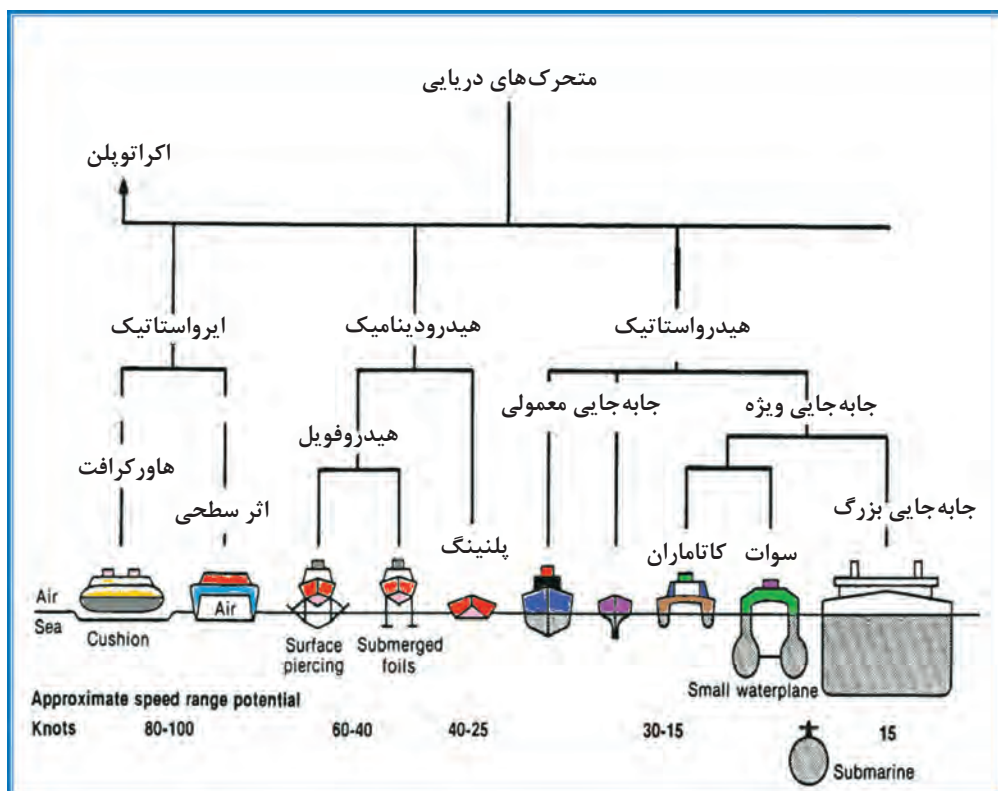 متحرک‌های دریایی
اکراتوپلن
ایرواستاتیک
هیدرودینامیک
هیدرواستاتیک
جابه‌جایی معمولی
جابه‌جایی ویژه
هیدروفویل
هاورکرافت
اثر سطحی
پلنینگ
کاتاماران
سوات
جابه‌جایی بزرگ
Air
Sea
Cushion
Air
Surface
piercing
Submerged
foils
Small waterplane
Approximate speed range potential
Knots 80-100 60-40 40-25 30-15 15
Submarine